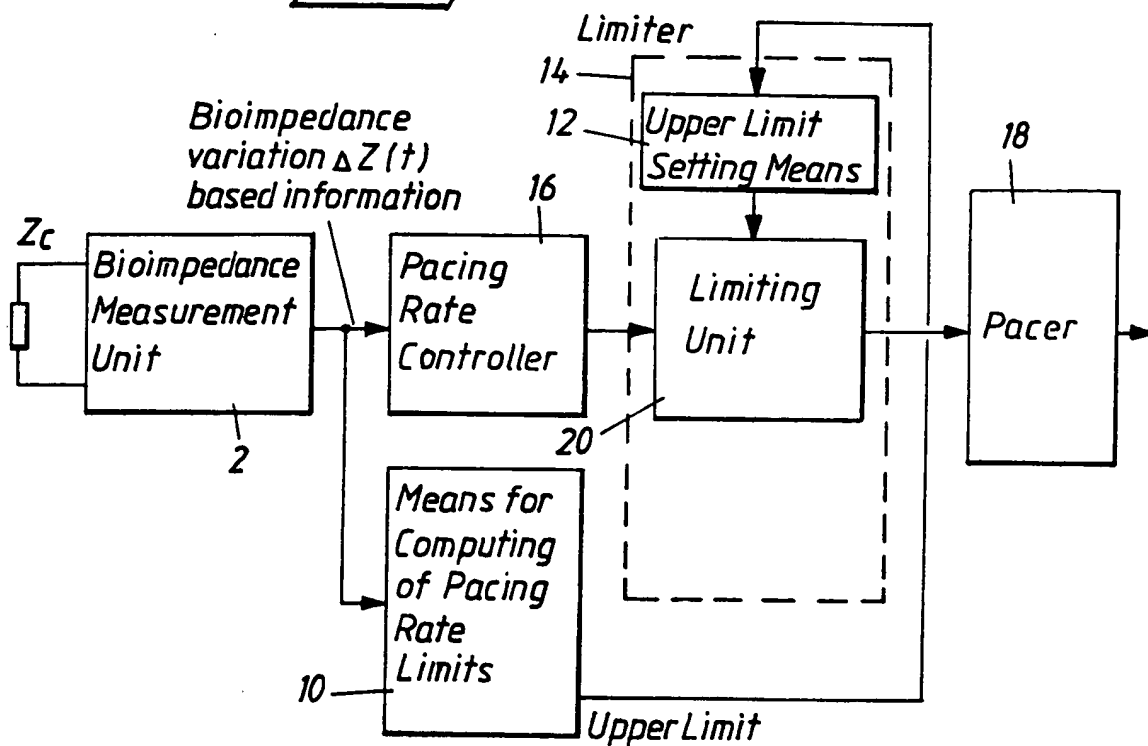 Limiter
14
Bioimpedance
variation ΔZ(t)
based information
12
Upper Limit
Setting Means
18
16
Zc
Bioimpedance
Measurement
Unit
Pacing
Rate
Controller
Limiting
Unit
Pacer
2
20
Means for
Computing
of Pacing
Rate
Limits
10
Upper Limit